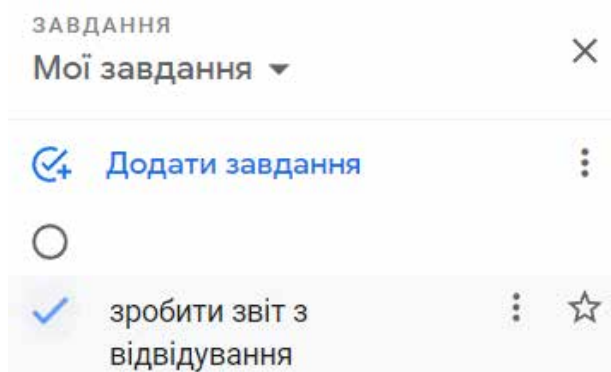 ЗАВДАННЯ
Мої завдання
Додати завдання
зробити звіт з
відвідування